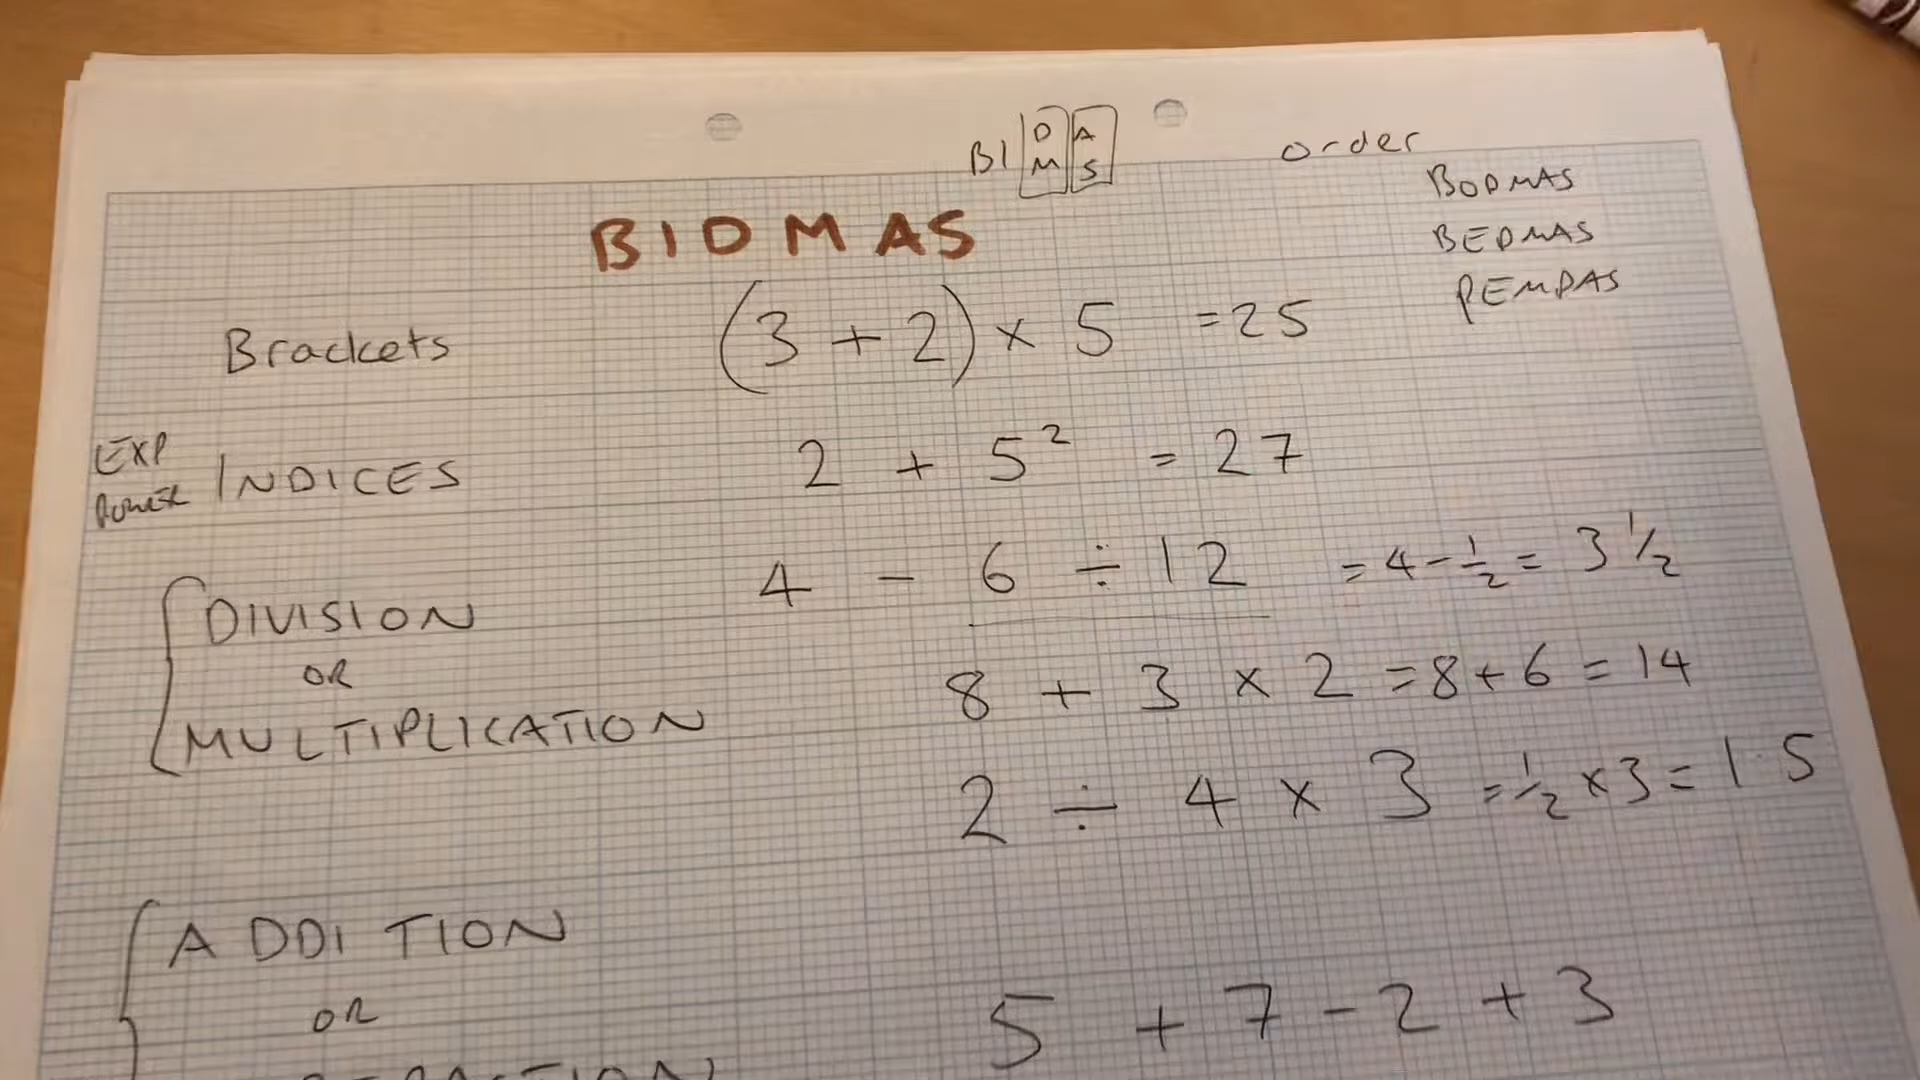 BI D A
M S
order
BODMAS
BEDMAS
PEMDAS
BIDMAS
Brackets (3 + 2) × 5 = 25
EXP
POWER
INDICES 2 + 5² = 27
4 - 6 ÷ 12 = 4 - 1/2 = 3 1/2
DIVISION
OR
8 + 3 × 2 = 8 + 6 = 14
MULTIPLICATION
2 ÷ 4 × 3 = 1/2 × 3 = 1.5
ADDITION
OR
5 + 7 - 2 + 3